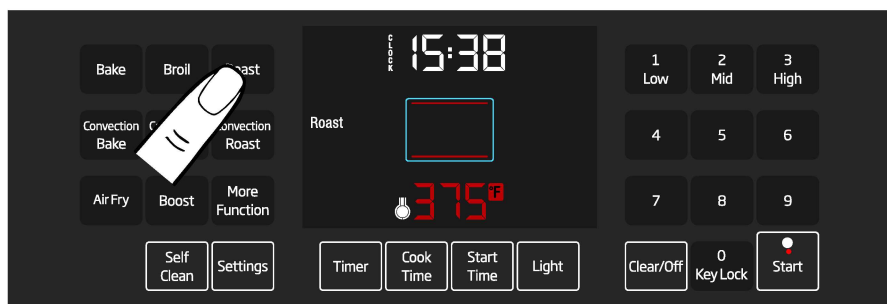 Bake
Broil
CLOCK
15:38
1
Low
2
Mid
3
High
Convection
Bake
Roast
Roast
4
5
6
Air Fry
Boost
More
Function
375°F
7
8
9
Self
Clean
Settings
Timer
Cook
Time
Start
Time
Light
Clear/Off
0
Key Lock
Start